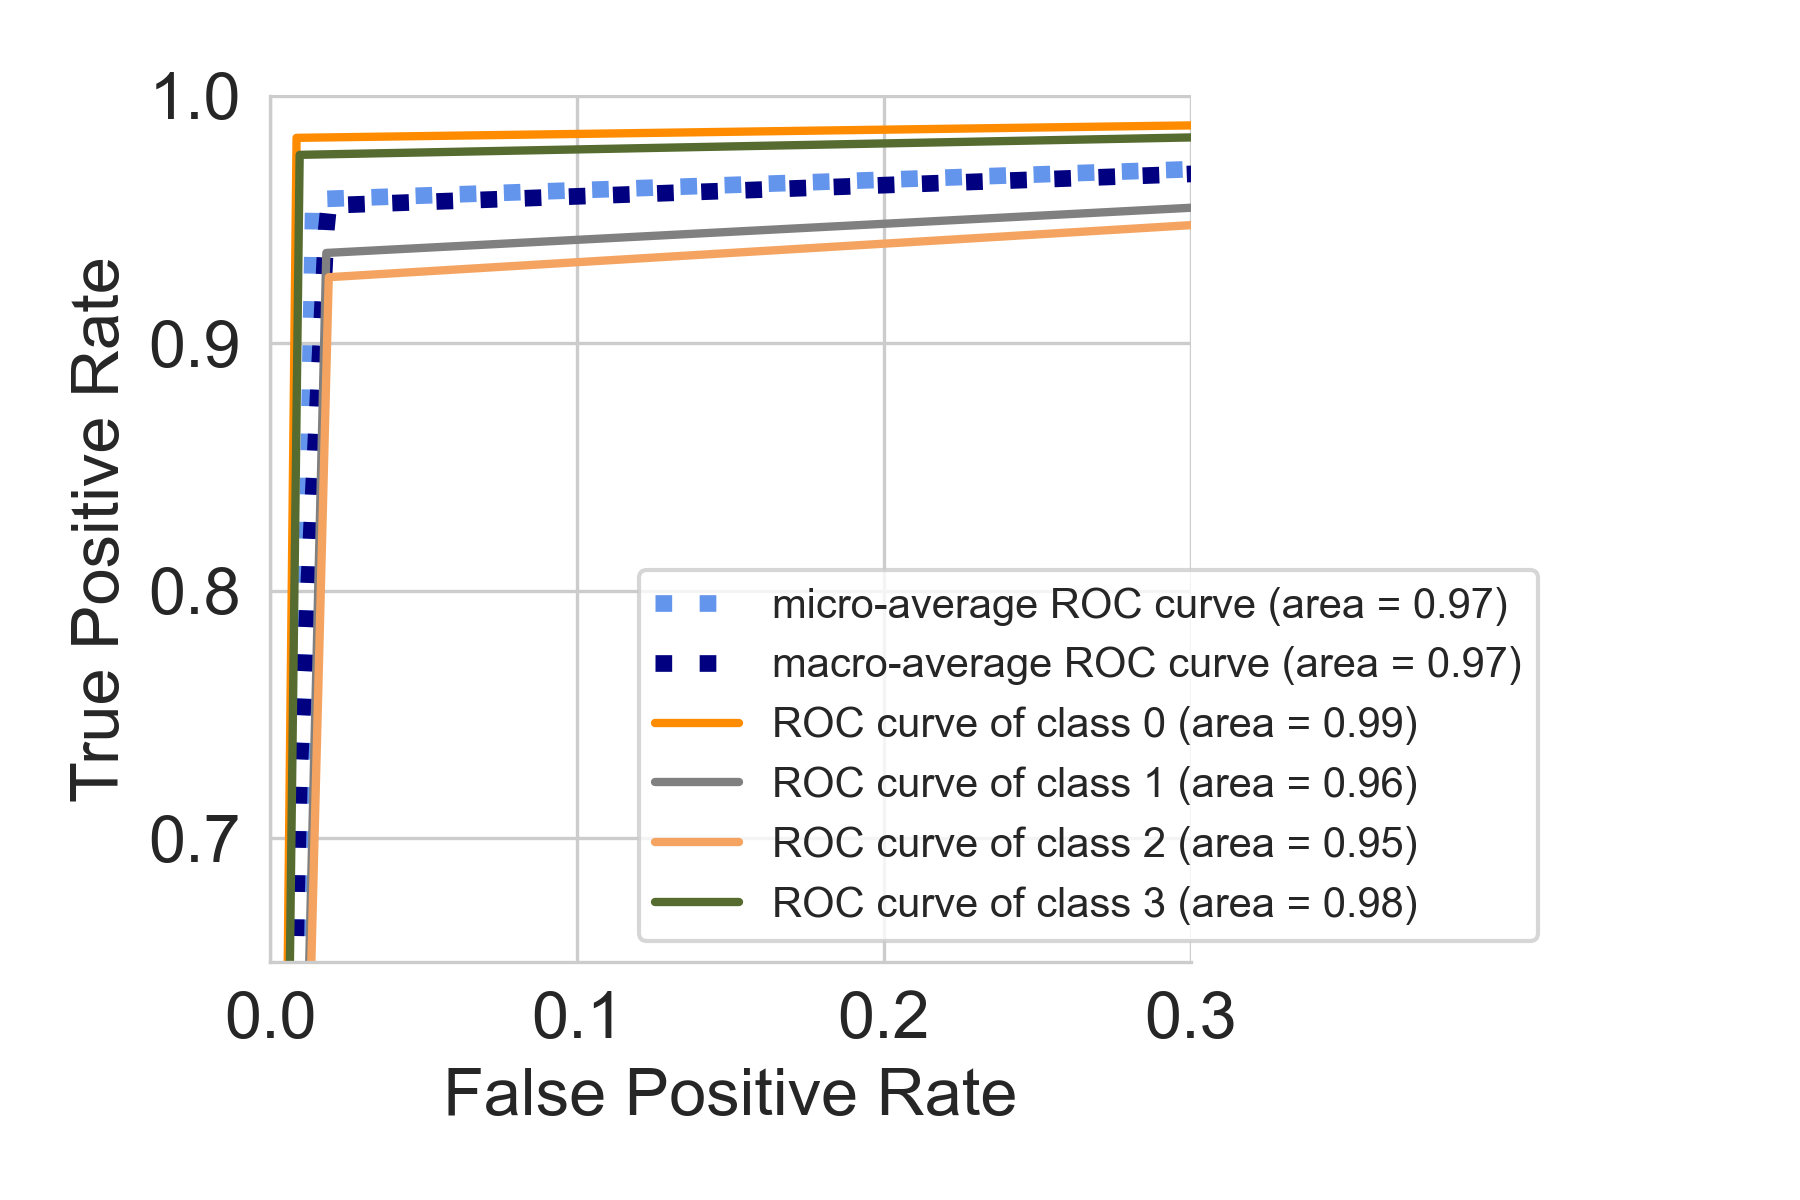 1.0
0.9
0.8
0.7
True Positive Rate
micro-average ROC curve (area = 0.97)
macro-average ROC curve (area = 0.97)
ROC curve of class 0 (area = 0.99)
ROC curve of class 1 (area = 0.96)
ROC curve of class 2 (area = 0.95)
ROC curve of class 3 (area = 0.98)
0.0 0.1 0.2 0.3
False Positive Rate